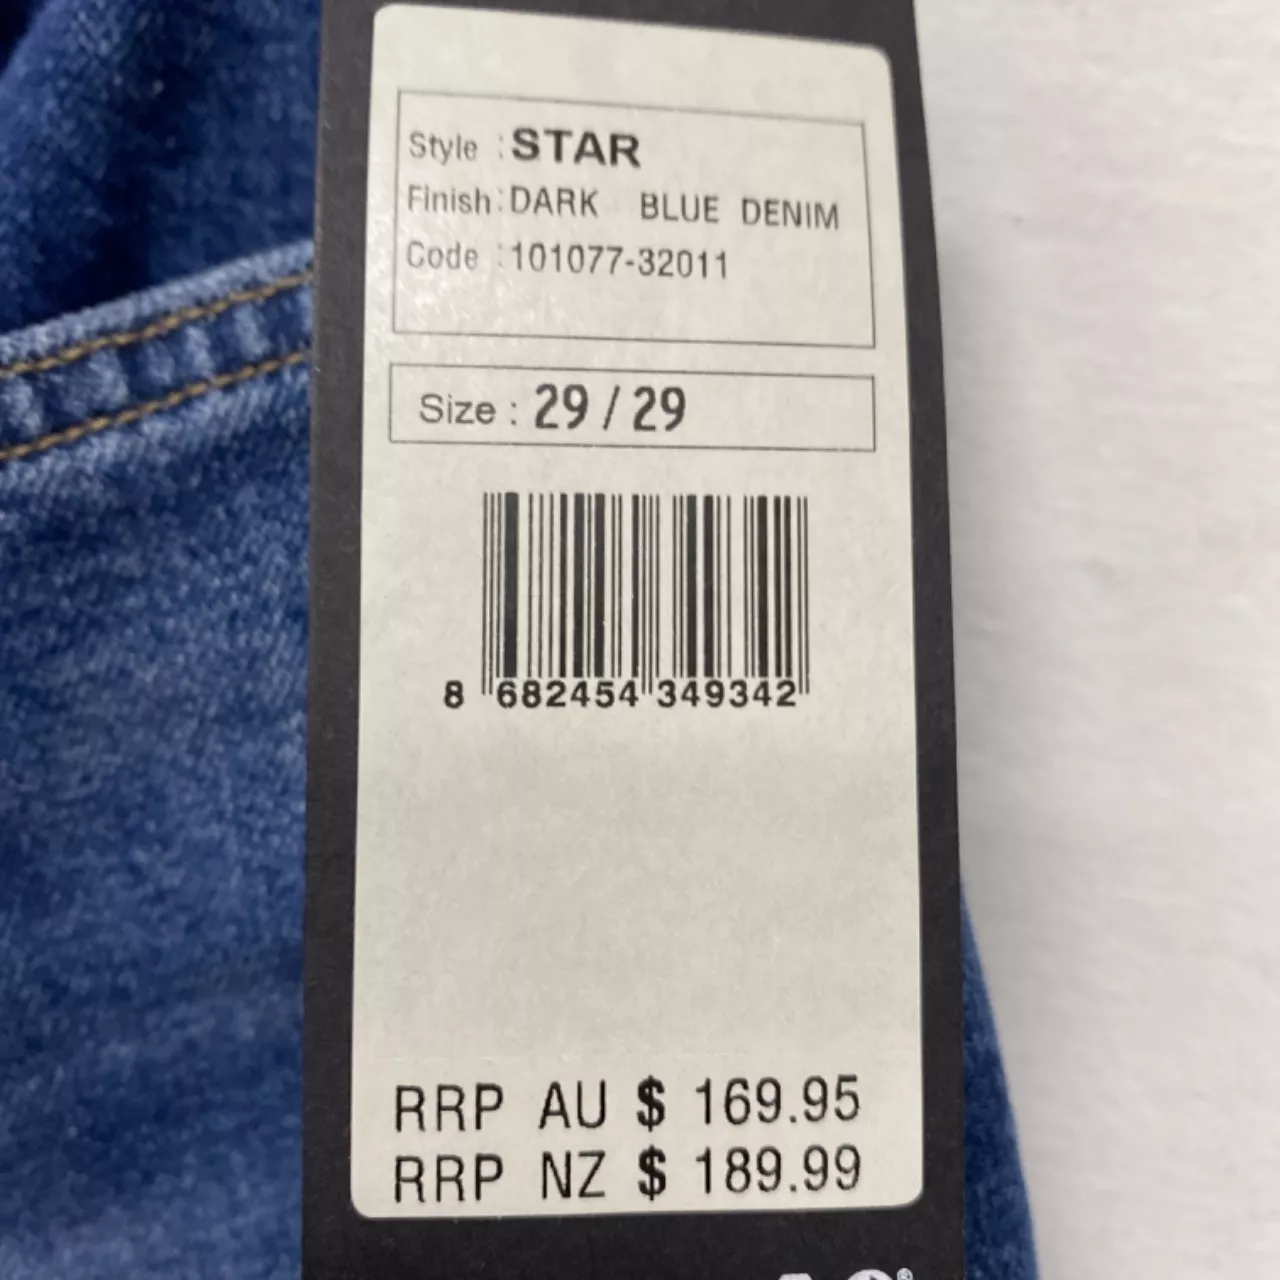 Style : STAR
Finish: DARK BLUE DENIM
Code : 101077-32011
Size : 29 / 29
8 682454 349342
RRP AU $ 169.95
RRP NZ $ 189.99